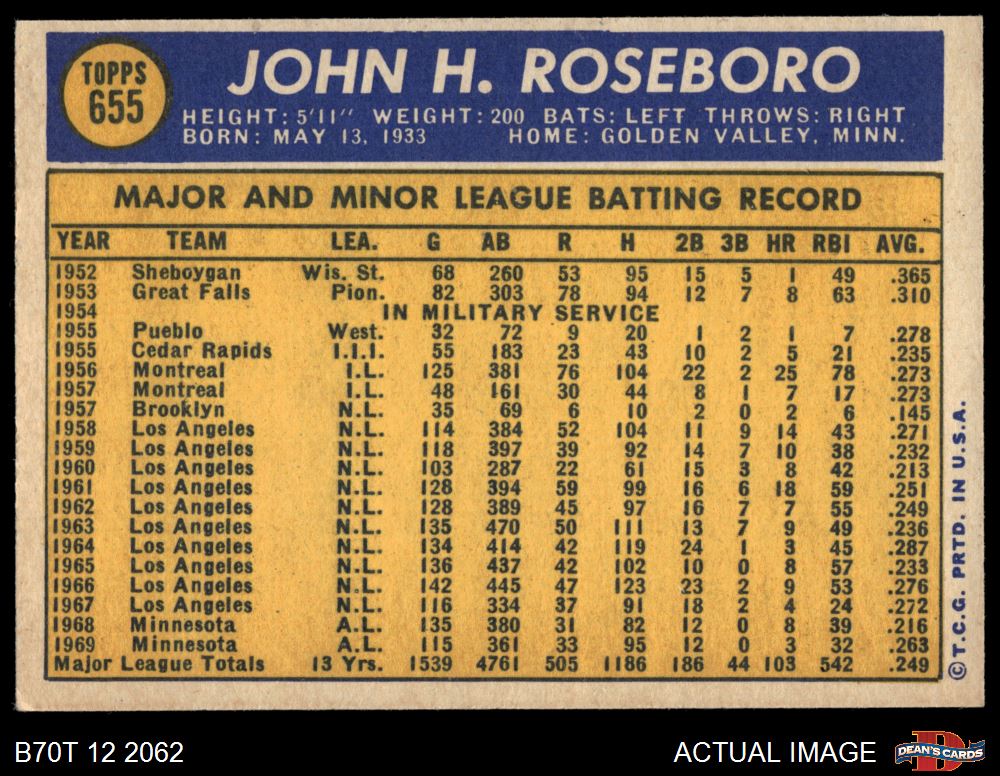 TOPPS
655
JOHN H. ROSEBORO
HEIGHT: 5'11" WEIGHT: 200 BATS: LEFT THROWS: RIGHT
BORN: MAY 13, 1933 HOME: GOLDEN VALLEY, MINN.
MAJOR AND MINOR LEAGUE BATTING RECORD
YEAR TEAM LEA. G AB R H 2B 3B HR RBI AVG.
1952 Sheboygan Wis. St. 68 260 53 95 15 5 1 49 .365
1953 Great Falls Pion. 82 303 78 94 12 7 8 63 .310
1954 IN MILITARY SERVICE
1955 Pueblo West. 32 72 9 20 1 2 1 7 .278
1955 Cedar Rapids I.I.I. 55 183 23 43 10 2 5 21 .235
1956 Montreal I.L. 125 381 76 104 22 2 25 78 .273
1957 Montreal I.L. 48 161 30 44 8 1 7 17 .273
1957 Brooklyn N.L. 35 69 6 10 2 0 2 6 .145
1958 Los Angeles N.L. 114 384 52 104 11 9 14 43 .271
1959 Los Angeles N.L. 118 397 39 92 14 7 10 38 .232
1960 Los Angeles N.L. 103 287 22 61 15 3 8 42 .213
1961 Los Angeles N.L. 128 394 59 99 16 6 18 59 .251
1962 Los Angeles N.L. 128 389 45 97 16 7 7 55 .249
1963 Los Angeles N.L. 135 470 50 111 13 7 9 49 .236
1964 Los Angeles N.L. 134 414 42 119 24 1 3 45 .287
1965 Los Angeles N.L. 136 437 42 102 10 0 8 57 .233
1966 Los Angeles N.L. 142 445 47 123 23 2 9 53 .276
1967 Los Angeles N.L. 116 334 37 91 18 2 4 24 .272
1968 Minnesota A.L. 135 380 31 82 12 0 8 39 .216
1969 Minnesota A.L. 115 361 33 95 12 0 3 32 .263
Major League Totals 13 Yrs. 1539 4761 505 1186 186 44 103 542 .249
© T.C.G. PRTD. IN U.S.A.
B70T 12 2062
ACTUAL IMAGE
DEAN'S CARDS